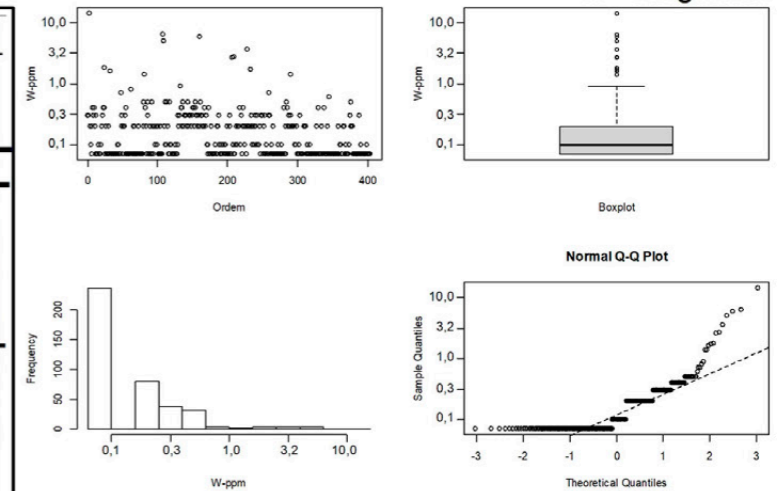 10,0
3,2
1,0
0,3
0,1
W-ppm
0 100 200 300 400
Ordem
10,0
3,2
1,0
0,3
0,1
W-ppm
Boxplot
200
150
100
50
0
Frequency
0,1 0,3 1,0 3,2 10,0
W-ppm
Normal Q-Q Plot
10,0
3,2
1,0
0,3
0,1
Sample Quantiles
-3 -2 -1 0 1 2 3
Theoretical Quantiles